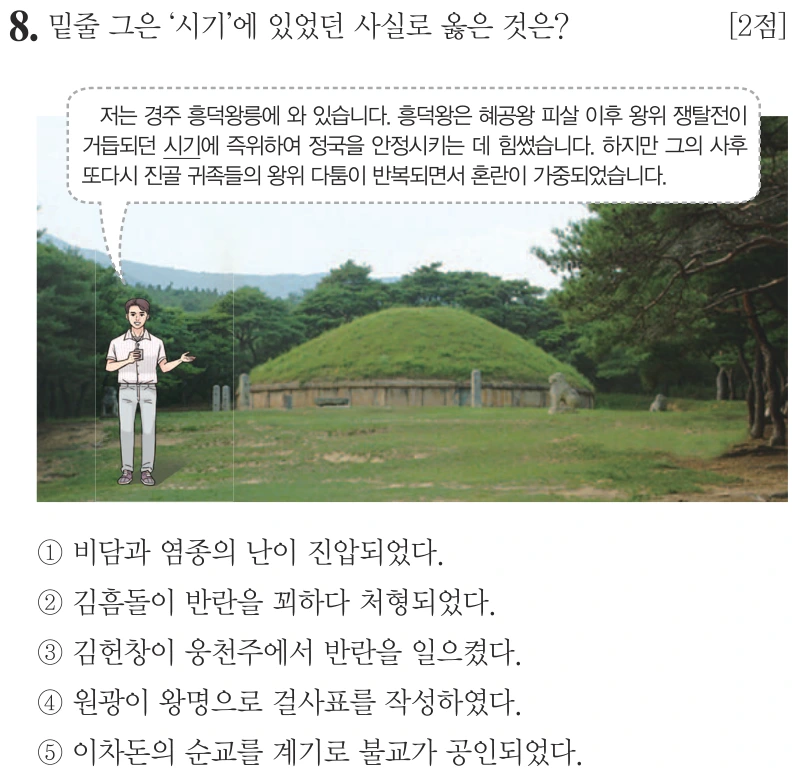 8. 밑줄 그은 ‘시기’에 있었던 사실로 옳은 것은? [2점]
저는 경주 흥덕왕릉에 와 있습니다. 흥덕왕은 혜공왕 피살 이후 왕위 쟁탈전이
거듭되던 시기에 즉위하여 정국을 안정시키는 데 힘썼습니다. 하지만 그의 사후
또다시 진골 귀족들의 왕위 다툼이 반복되면서 혼란이 가중되었습니다.
① 비담과 염종의 난이 진압되었다.
② 김흠돌이 반란을 꾀하다 처형되었다.
③ 김헌창이 웅천주에서 반란을 일으켰다.
④ 원광이 왕명으로 걸사표를 작성하였다.
⑤ 이차돈의 순교를 계기로 불교가 공인되었다.